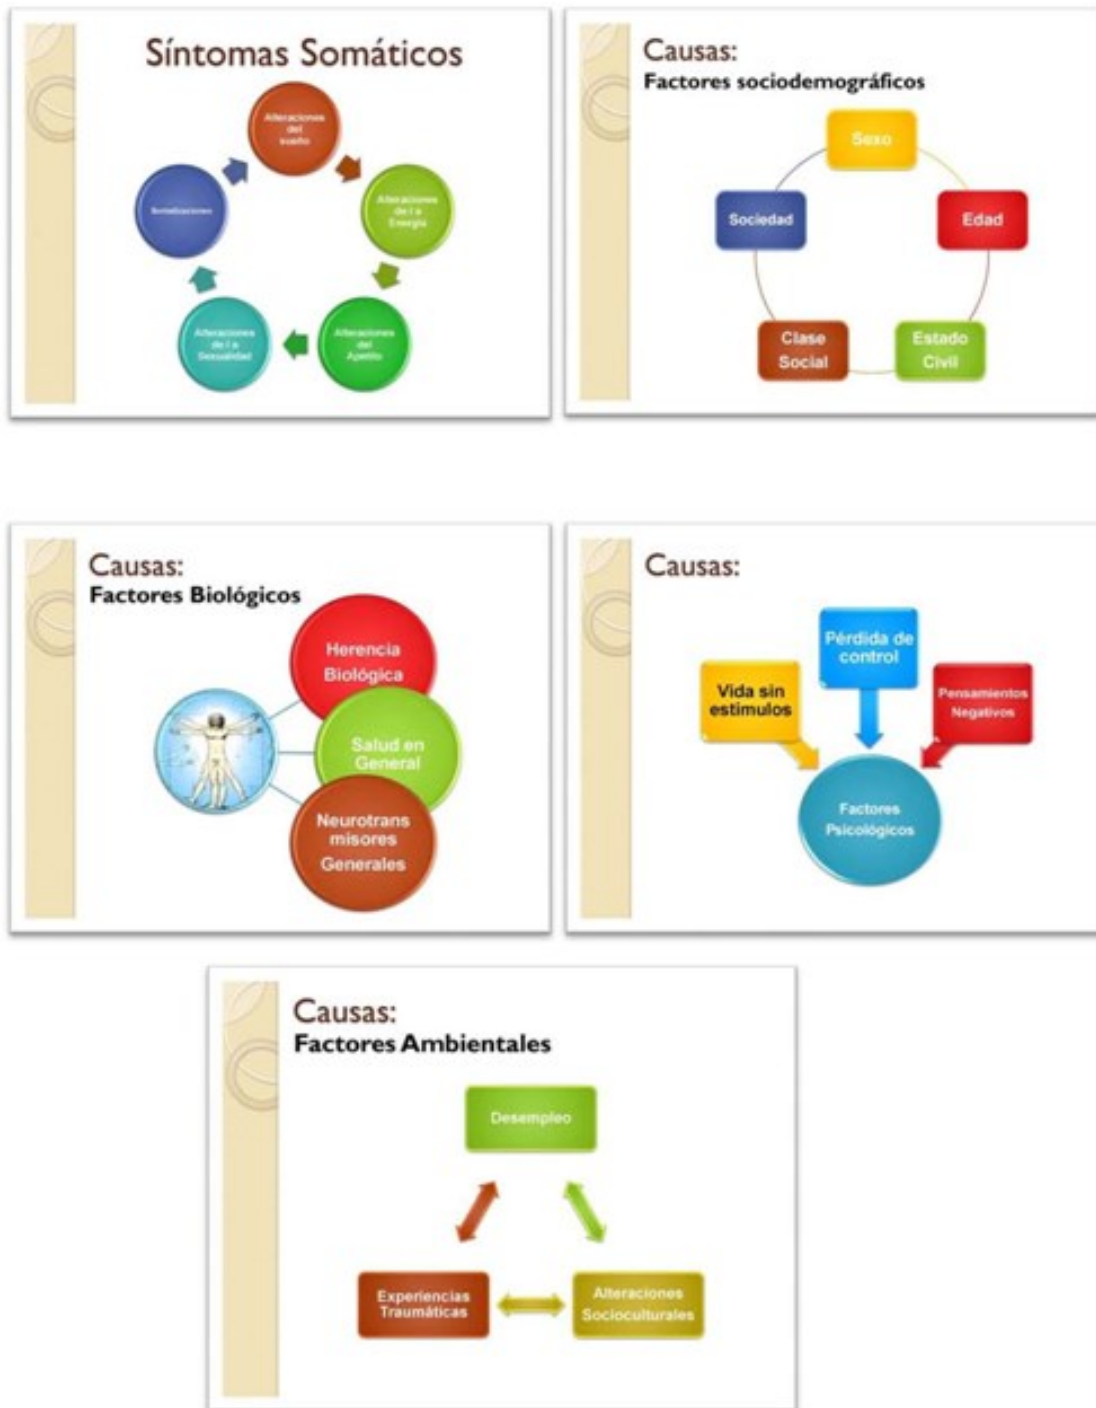 Síntomas Somáticos
Alteraciones
del
sueño
Alteraciones
de l a
Energía
Alteraciones
del
Apetito
Alteraciones
de l a
Sexualidad
Somatizaciones
Causas:
Factores sociodemográficos
Sexo
Edad
Estado
Civil
Clase
Social
Sociedad
Causas:
Factores Biológicos
Herencia
Biológica
Salud en
General
Neurotrans
misores
Generales
Causas:
Vida sin
estimulos
Pérdida de
control
Pensamientos
Negativos
Factores
Psicológicos
Causas:
Factores Ambientales
Desempleo
Experiencias
Traumáticas
Alteraciones
Socioculturales